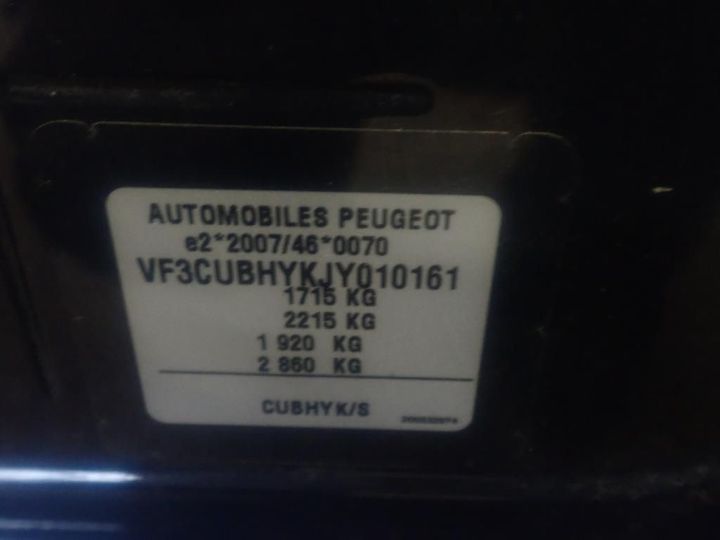 AUTOMOBILES PEUGEOT
e2*2007/46*0070
VF3CUBHYKJY010161
1715 KG
2215 KG
1 920 KG
2 860 KG
CUBHYK/S